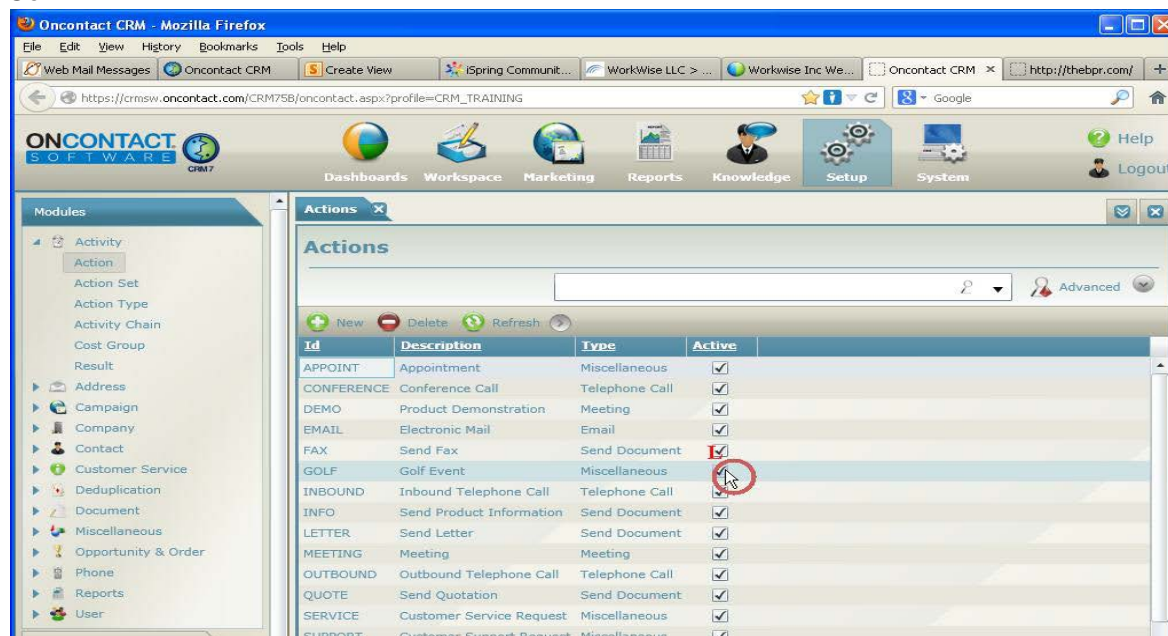 Oncontact CRM - Mozilla Firefox
File Edit View History Bookmarks Tools Help
Web Mail Messages Oncontact CRM Create View iSpring Communit... WorkWise LLC > ... Workwise Inc We... Oncontact CRM http://thebpr.com/
https://crmsw.oncontact.com/CRM75B/oncontact.aspx?profile=CRM_TRAINING Google
ONCONTACT
SOFTWARE
CRM 7
Dashboards Workspace Marketing Reports Knowledge Setup System
Help
Logout
Modules
Activity
Action
Action Set
Action Type
Activity Chain
Cost Group
Result
Address
Campaign
Company
Contact
Customer Service
Deduplication
Document
Miscellaneous
Opportunity & Order
Phone
Reports
User
Actions
Actions
Advanced
New Delete Refresh
Id Description Type Active
APPOINT Appointment Miscellaneous
CONFERENCE Conference Call Telephone Call
DEMO Product Demonstration Meeting
EMAIL Electronic Mail Email
FAX Send Fax Send Document L
GOLF Golf Event Miscellaneous
INBOUND Inbound Telephone Call Telephone Call
INFO Send Product Information Send Document
LETTER Send Letter Send Document
MEETING Meeting Meeting
OUTBOUND Outbound Telephone Call Telephone Call
QUOTE Send Quotation Send Document
SERVICE Customer Service Request Miscellaneous
SUPPORT Customer Support Request Miscellaneous